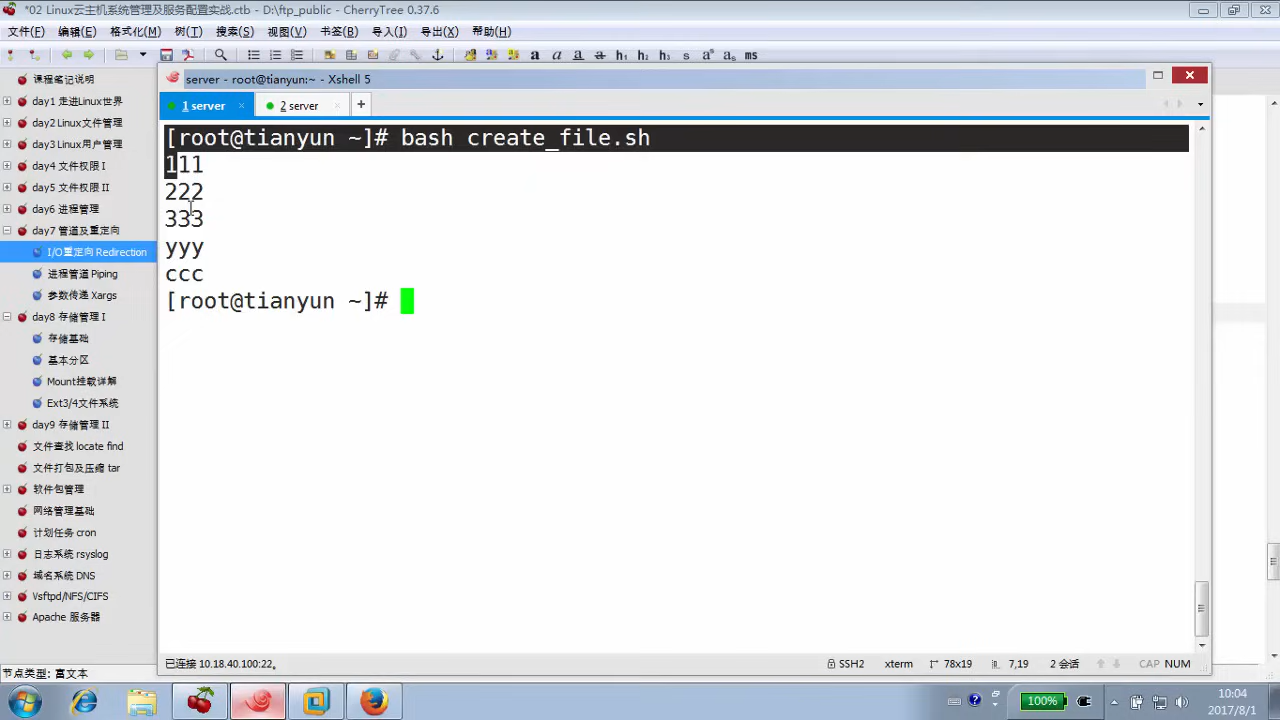 *02 Linux云主机系统管理及服务配置实战.ctb - D:\ftp_public - CherryTree 0.37.6
文件(F) 编辑(E) 格式化(M) 树(T) 搜索(S) 视图(V) 书签(B) 导入(I) 导出(X) 帮助(H)
a a a a h1 h2 h3 s a a s ms
课程笔记说明
day1 走进Linux世界
day2 Linux文件管理
day3 Linux用户管理
day4 文件权限 I
day5 文件权限 II
day6 进程管理
day7 管道及重定向
I/O重定向 Redirection
进程管道 Piping
参数传递 Xargs
day8 存储管理 I
存储基础
基本分区
Mount挂载详解
Ext3/4文件系统
day9 存储管理 II
文件查找 locate find
文件打包及压缩 tar
软件包管理
网络管理基础
计划任务 cron
日志系统 rsyslog
域名系统 DNS
Vsftpd/NFS/CIFS
Apache 服务器
节点类型: 富文本
server - root@tianyun:~ - Xshell 5
1 server
2 server
+
[root@tianyun ~]# bash create_file.sh
111
222
333
yyy
ccc
[root@tianyun ~]#
已连接 10.18.40.100:22。
SSH2
xterm
78x19
7,19
2 会话
CAP NUM
100%
10:04
2017/8/1